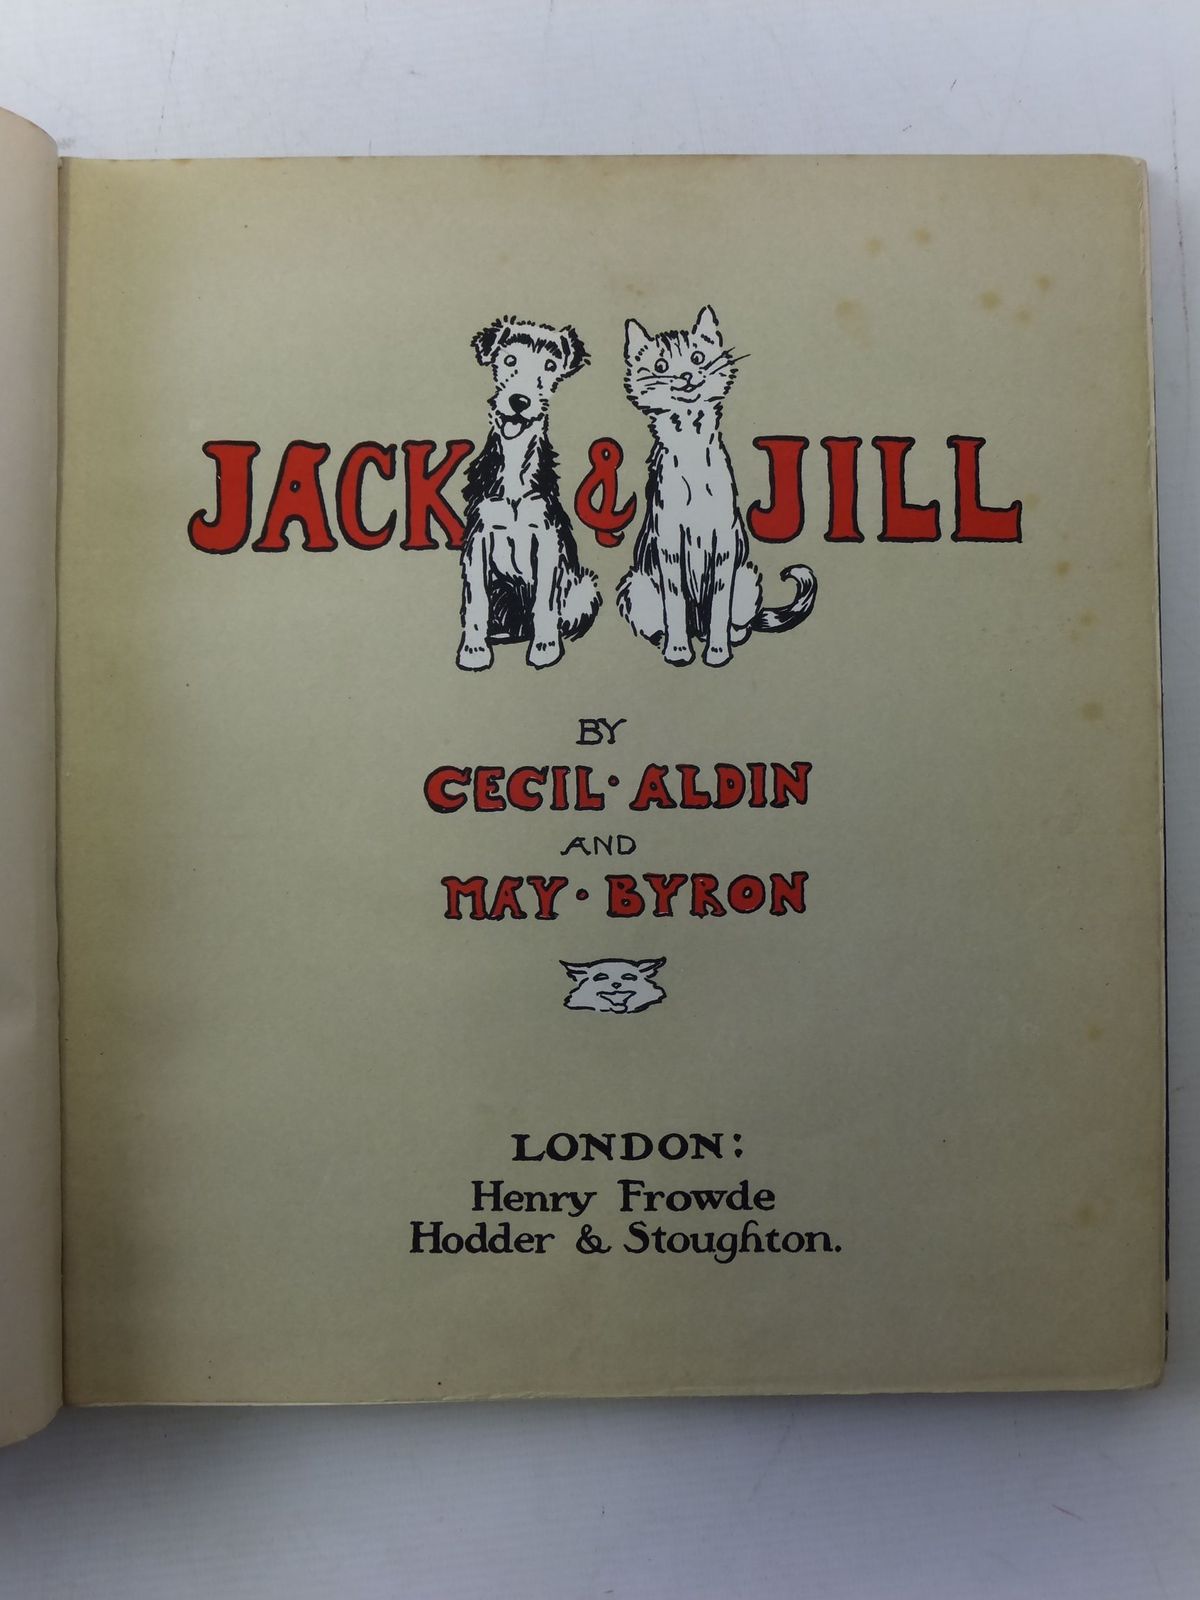 JACK & JILL
BY
CECIL · ALDIN
AND
MAY · BYRON
LONDON:
Henry Frowde
Hodder & Stoughton.